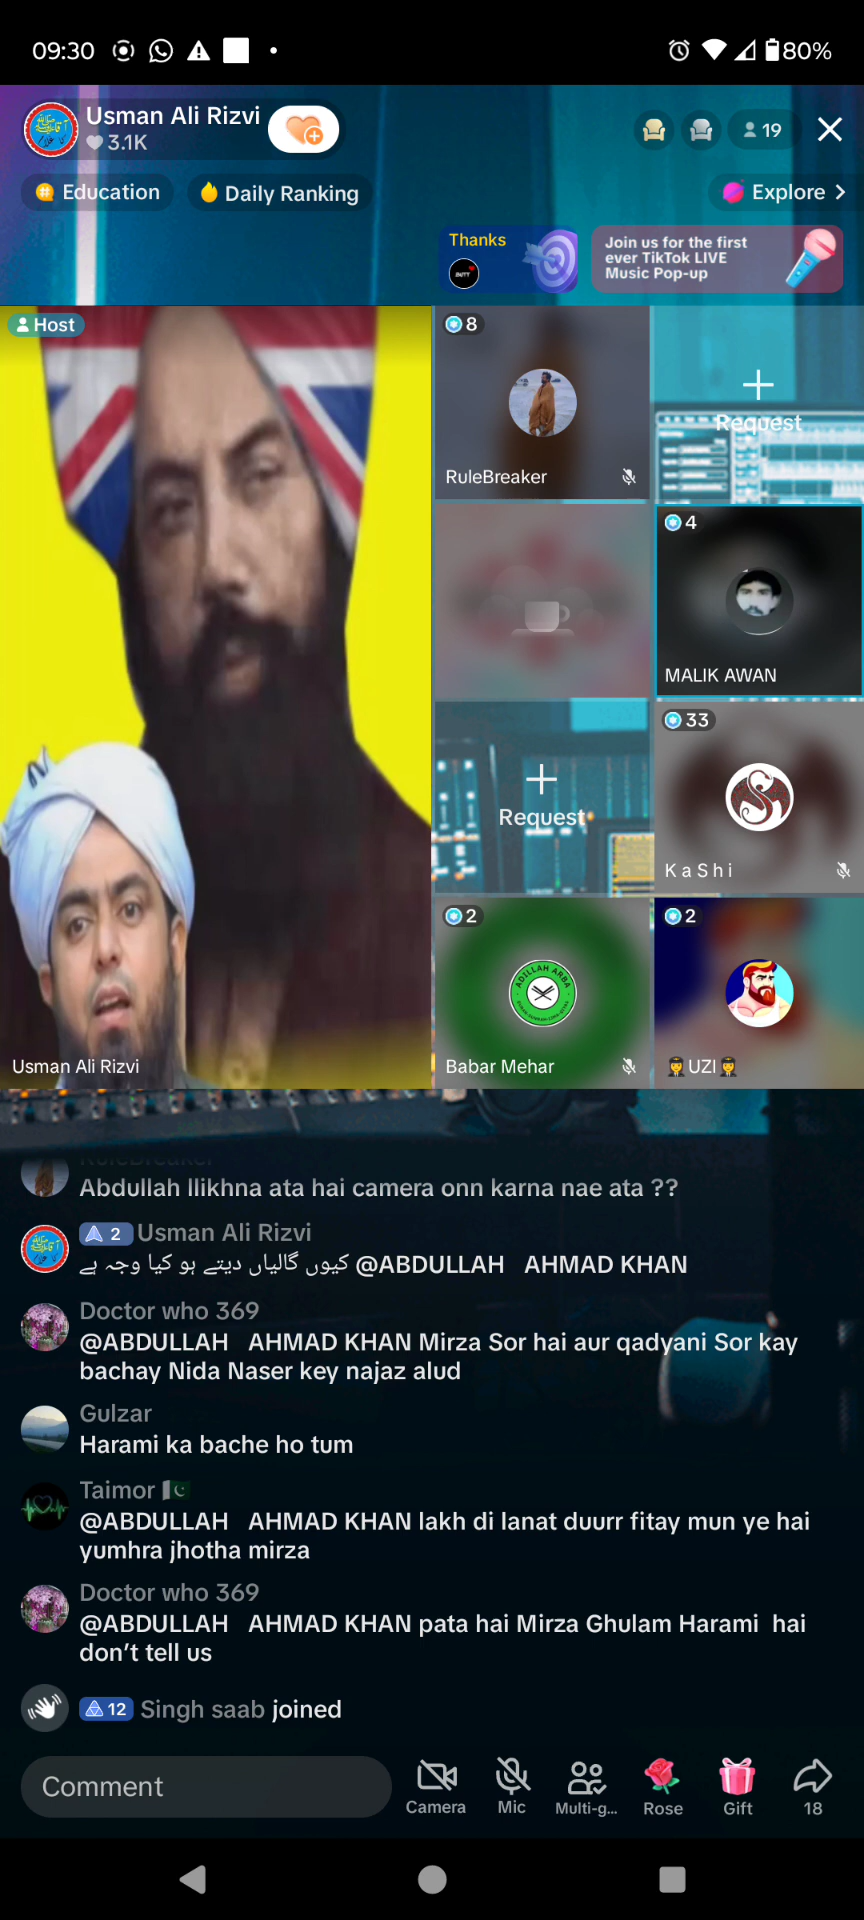 09:30
80%
Usman Ali Rizvi
3.1K
19
Education
Daily Ranking
Explore
Thanks
BUTT
Join us for the first
ever TikTok LIVE
Music Pop-up
Host
8
RuleBreaker
Request
4
MALIK AWAN
Request
33
K a S h i
2
ADILLAH ARBA
Babar Mehar
2
UZI
Usman Ali Rizvi
RuleBreaker
Abdullah llikhna ata hai camera onn karna nae ata ??
2 Usman Ali Rizvi
@ABDULLAH AHMAD KHAN کیوں گالیاں دیتے ہو کیا وجہ ہے
Doctor who 369
@ABDULLAH AHMAD KHAN Mirza Sor hai aur qadyani Sor kay
bachay Nida Naser key najaz alud
Gulzar
Harami ka bache ho tum
Taimor
@ABDULLAH AHMAD KHAN lakh di lanat duurr fitay mun ye hai
yumhra jhotha mirza
Doctor who 369
@ABDULLAH AHMAD KHAN pata hai Mirza Ghulam Harami hai
don't tell us
12 Singh saab joined
Comment
Camera
Mic
Multi-g...
Rose
Gift
18